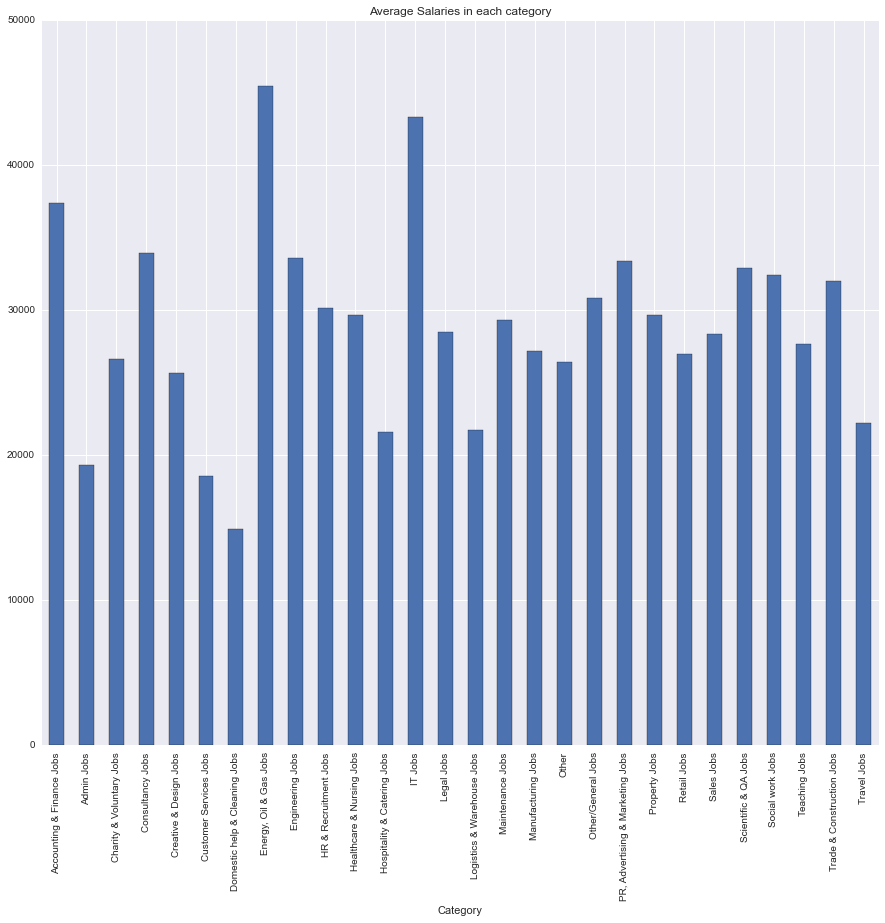 Average Salaries in each category
50000
40000
30000
20000
10000
0
Accounting & Finance Jobs
Admin Jobs
Charity & Voluntary Jobs
Consultancy Jobs
Creative & Design Jobs
Customer Services Jobs
Domestic help & Cleaning Jobs
Energy, Oil & Gas Jobs
Engineering Jobs
HR & Recruitment Jobs
Healthcare & Nursing Jobs
Hospitality & Catering Jobs
IT Jobs
Legal Jobs
Logistics & Warehouse Jobs
Maintenance Jobs
Manufacturing Jobs
Other
Other/General Jobs
PR, Advertising & Marketing Jobs
Property Jobs
Retail Jobs
Sales Jobs
Scientific & QA Jobs
Social work Jobs
Teaching Jobs
Trade & Construction Jobs
Travel Jobs
Category